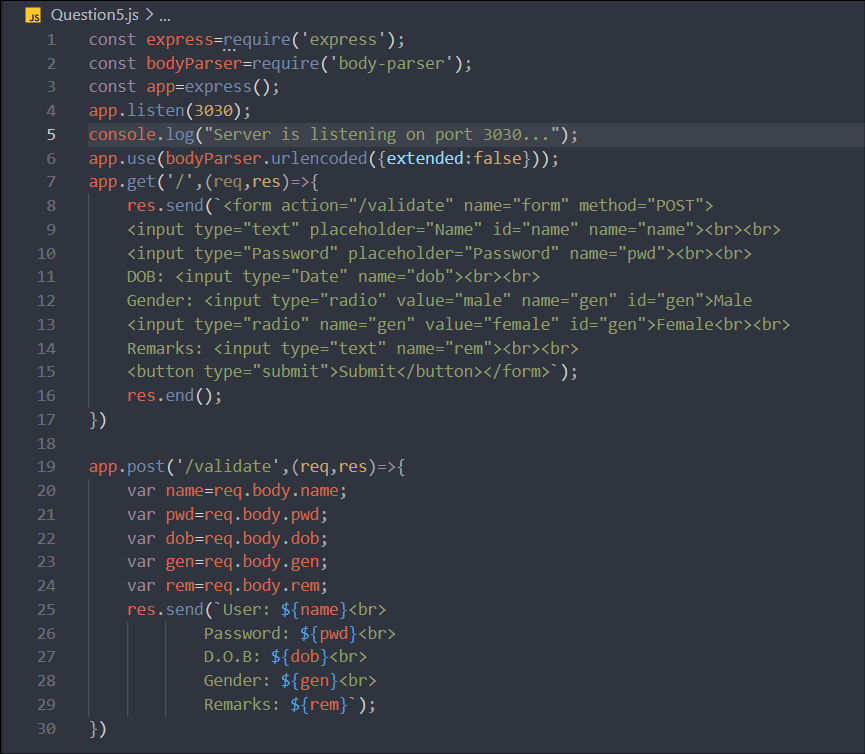 JS Question5.js > ...
1 const express=require('express');
2 const bodyParser=require('body-parser');
3 const app=express();
4 app.listen(3030);
5 console.log("Server is listening on port 3030...");
6 app.use(bodyParser.urlencoded({extended:false}));
7 app.get('/',(req,res)=>{
8     res.send(`<form action="/validate" name="form" method="POST">
9     <input type="text" placeholder="Name" id="name" name="name"><br><br>
10     <input type="Password" placeholder="Password" name="pwd"><br><br>
11     DOB: <input type="Date" name="dob"><br><br>
12     Gender: <input type="radio" value="male" name="gen" id="gen">Male
13     <input type="radio" name="gen" value="female" id="gen">Female<br><br>
14     Remarks: <input type="text" name="rem"><br><br>
15     <button type="submit">Submit</button></form>`);
16     res.end();
17 })
18
19 app.post('/validate',(req,res)=>{
20     var name=req.body.name;
21     var pwd=req.body.pwd;
22     var dob=req.body.dob;
23     var gen=req.body.gen;
24     var rem=req.body.rem;
25     res.send(`User: ${name}<br>
26             Password: ${pwd}<br>
27             D.O.B: ${dob}<br>
28             Gender: ${gen}<br>
29             Remarks: ${rem}`);
30 })